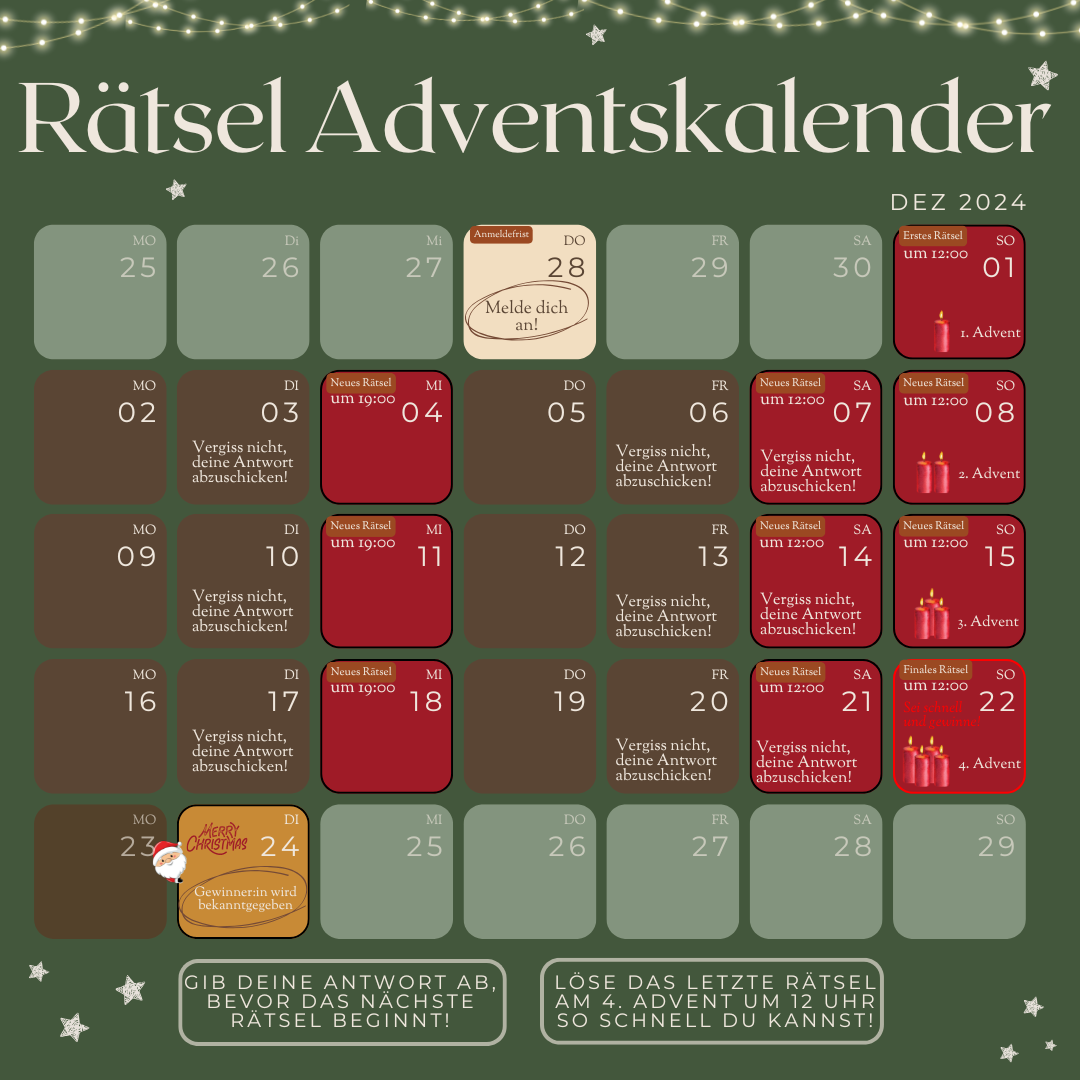 Rätsel Adventskalender
DEZ 2024
MO
25
Di
26
Mi
27
Anmeldefrist
DO
28
Melde dich
an!
FR
29
SA
30
Erstes Rätsel
SO
um 12:00
01
1. Advent
MO
02
DI
03
Vergiss nicht,
deine Antwort
abzuschicken!
Neues Rätsel
MI
um 19:00
04
DO
05
FR
06
Vergiss nicht,
deine Antwort
abzuschicken!
Neues Rätsel
SA
um 12:00
07
Vergiss nicht,
deine Antwort
abzuschicken!
Neues Rätsel
SO
um 12:00
08
2. Advent
MO
09
DI
10
Vergiss nicht,
deine Antwort
abzuschicken!
Neues Rätsel
MI
um 19:00
11
DO
12
FR
13
Vergiss nicht,
deine Antwort
abzuschicken!
Neues Rätsel
SA
um 12:00
14
Vergiss nicht,
deine Antwort
abzuschicken!
Neues Rätsel
SO
um 12:00
15
3. Advent
MO
16
DI
17
Vergiss nicht,
deine Antwort
abzuschicken!
Neues Rätsel
MI
um 19:00
18
DO
19
FR
20
Vergiss nicht,
deine Antwort
abzuschicken!
Neues Rätsel
SA
um 12:00
21
Vergiss nicht,
deine Antwort
abzuschicken!
Finales Rätsel
SO
um 12:00
22
Sei schnell
und gewinne!
4. Advent
MO
23
MERRY
CHRISTMAS
DI
24
Gewinner:in wird
bekanntgegeben
MI
25
DO
26
FR
27
SA
28
SO
29
GIB DEINE ANTWORT AB,
BEVOR DAS NÄCHSTE
RÄTSEL BEGINNT!
LÖSE DAS LETZTE RÄTSEL
AM 4. ADVENT UM 12 UHR
SO SCHNELL DU KANNST!